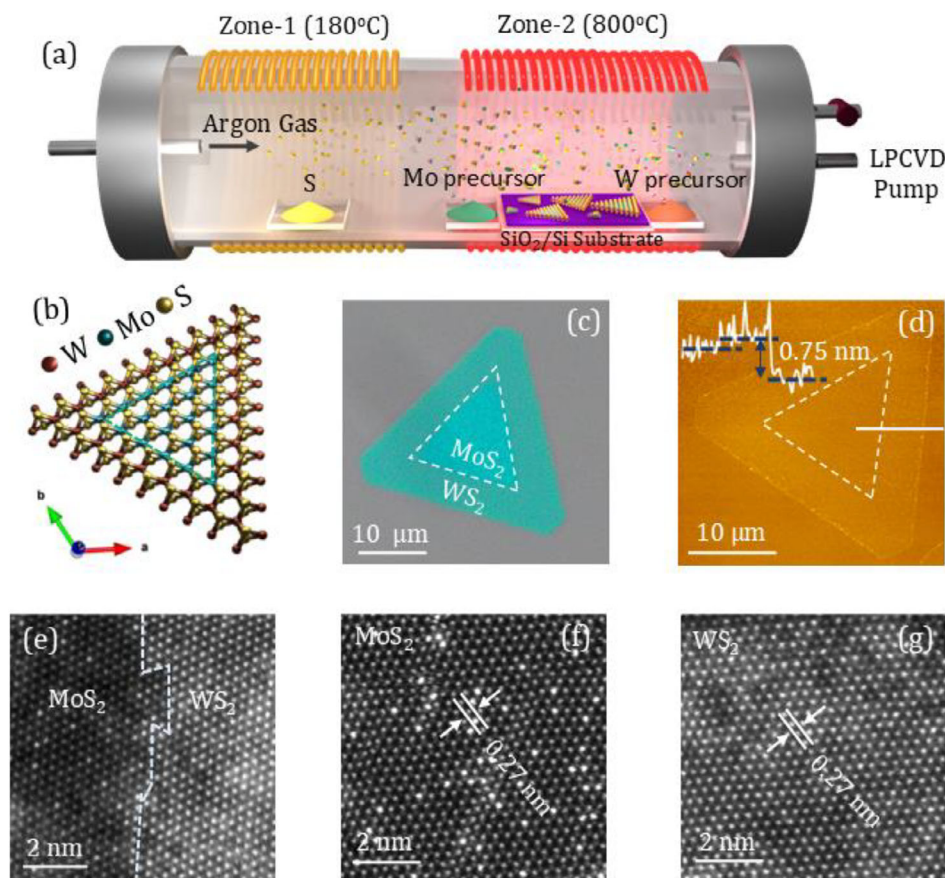 Zone-1 (180°C)
Zone-2 (800°C)
(a)
Argon Gas
S
Mo precursor
W precursor
SiO₂/Si Substrate
LPCVD
Pump
(b)
W
Mo
S
b
a
(c)
MoS₂
WS₂
10 μm
(d)
0.75 nm
10 μm
(e)
MoS₂
WS₂
2 nm
MoS₂
(f)
0.27 nm
2 nm
WS₂
(g)
0.27 nm
2 nm